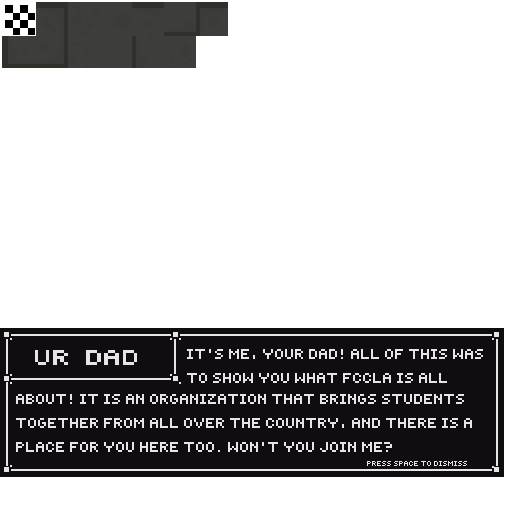 UR DAD
IT'S ME, YOUR DAD! ALL OF THIS WAS
TO SHOW YOU WHAT FCCLA IS ALL
ABOUT! IT IS AN ORGANIZATION THAT BRINGS STUDENTS
TOGETHER FROM ALL OVER THE COUNTRY, AND THERE IS A
PLACE FOR YOU HERE TOO. WON'T YOU JOIN ME?
PRESS SPACE TO DISMISS